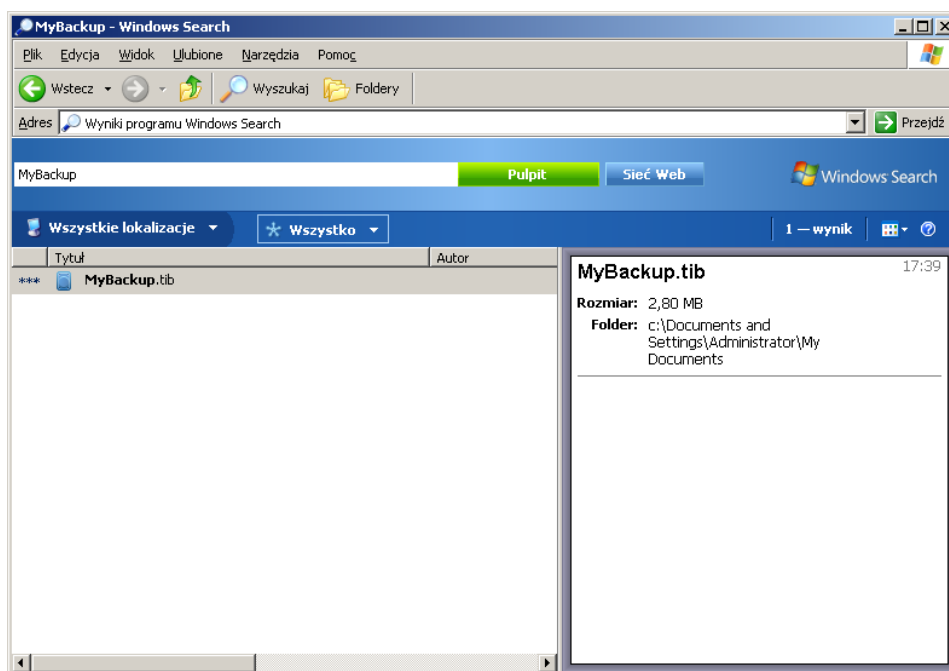 MyBackup - Windows Search
Plik Edycja Widok Ulubione Narzędzia Pomoc
Wstecz Wyszukaj Foldery
Adres Wyniki programu Windows Search Przejdź
MyBackup Pulpit Sieć Web Windows Search
Wszystkie lokalizacje Wszystko 1 — wynik
Tytuł Autor
*** MyBackup.tib
MyBackup.tib 17:39
Rozmiar: 2,80 MB
Folder: c:\Documents and
Settings\Administrator\My
Documents